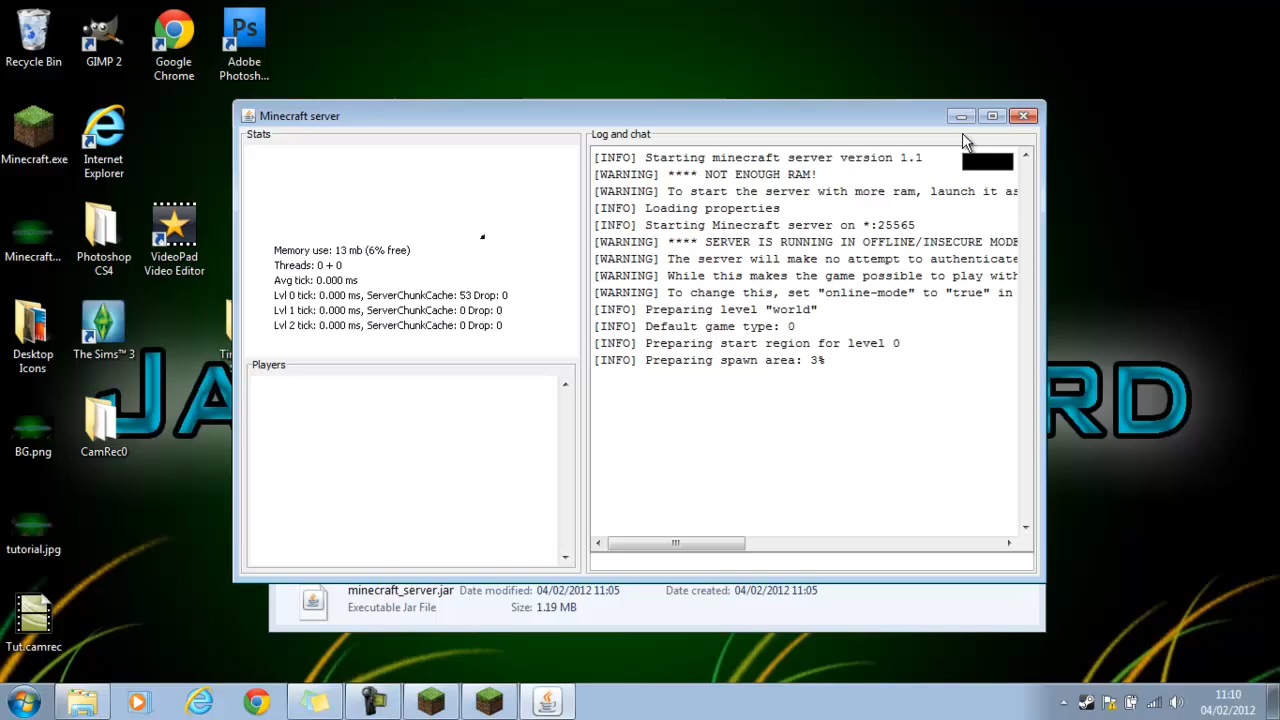 Recycle Bin
GIMP 2
Google
Chrome
Adobe
Photosh...
Ps
Minecraft.exe
Internet
Explorer
Minecraft...
Photoshop
CS4
VideoPad
Video Editor
Desktop
Icons
The Sims™ 3
BG.png
CamRec0
tutorial.jpg
Tut.camrec
Minecraft server
Stats
Memory use: 13 mb (6% free)
Threads: 0 + 0
Avg tick: 0.000 ms
Lvl 0 tick: 0.000 ms, ServerChunkCache: 53 Drop: 0
Lvl 1 tick: 0.000 ms, ServerChunkCache: 0 Drop: 0
Lvl 2 tick: 0.000 ms, ServerChunkCache: 0 Drop: 0
Players
Log and chat
[INFO] Starting minecraft server version 1.1
[WARNING] **** NOT ENOUGH RAM!
[WARNING] To start the server with more ram, launch it as
[INFO] Loading properties
[INFO] Starting Minecraft server on *:25565
[WARNING] **** SERVER IS RUNNING IN OFFLINE/INSECURE MODE
[WARNING] The server will make no attempt to authenticate
[WARNING] While this makes the game possible to play with
[WARNING] To change this, set "online-mode" to "true" in
[INFO] Preparing level "world"
[INFO] Default game type: 0
[INFO] Preparing start region for level 0
[INFO] Preparing spawn area: 3%
minecraft_server.jar Date modified: 04/02/2012 11:05 Date created: 04/02/2012 11:05
Executable Jar File Size: 1.19 MB
11:10
04/02/2012